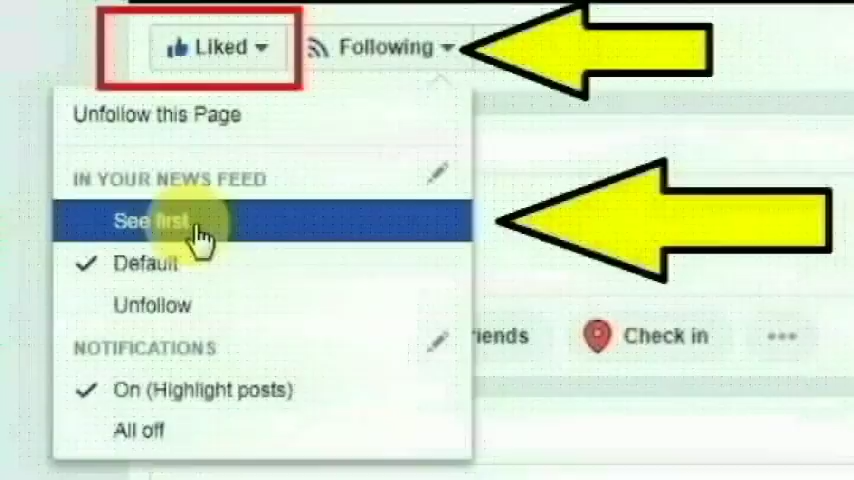 Liked Following
Unfollow this Page
IN YOUR NEWS FEED
See first
Default
Unfollow
NOTIFICATIONS
On (Highlight posts)
All off
riends Check in